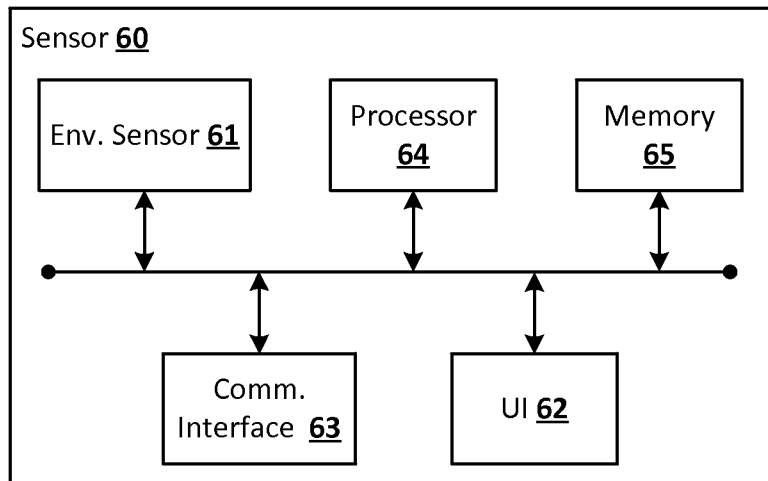 Sensor 60
Env. Sensor 61
Processor
64
Memory
65
Comm.
Interface 63
UI 62